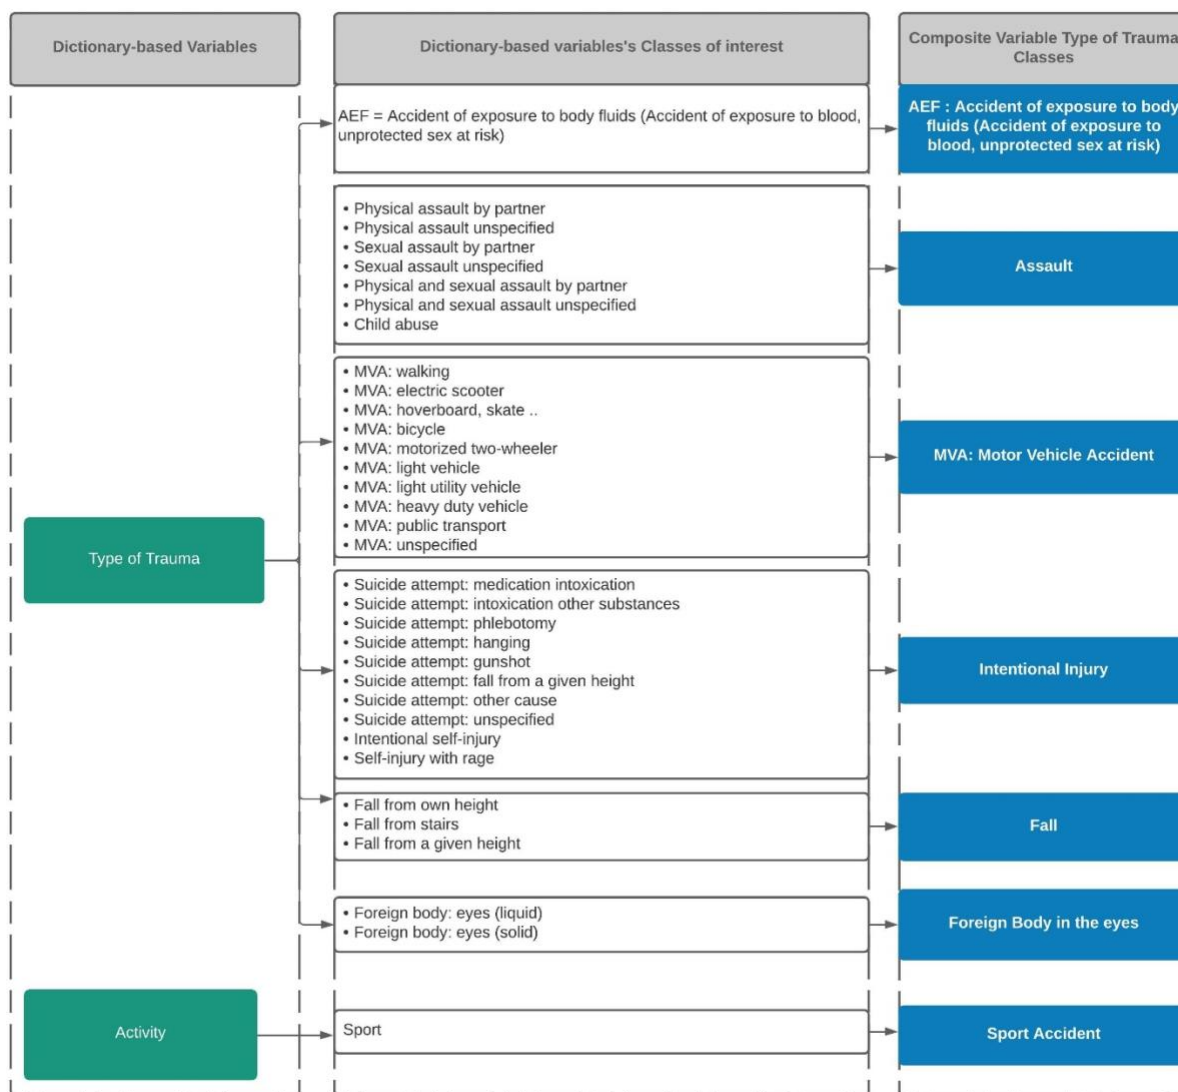 Dictionary-based Variables
Dictionary-based variables's Classes of interest
Composite Variable Type of Trauma
Classes
AEF = Accident of exposure to body fluids (Accident of exposure to blood,
unprotected sex at risk)
AEF : Accident of exposure to body
fluids (Accident of exposure to
blood, unprotected sex at risk)
• Physical assault by partner
• Physical assault unspecified
• Sexual assault by partner
• Sexual assault unspecified
• Physical and sexual assault by partner
• Physical and sexual assault unspecified
• Child abuse
Assault
• MVA: walking
• MVA: electric scooter
• MVA: hoverboard, skate ..
• MVA: bicycle
• MVA: motorized two-wheeler
• MVA: light vehicle
• MVA: light utility vehicle
• MVA: heavy duty vehicle
• MVA: public transport
• MVA: unspecified
MVA: Motor Vehicle Accident
Type of Trauma
• Suicide attempt: medication intoxication
• Suicide attempt: intoxication other substances
• Suicide attempt: phlebotomy
• Suicide attempt: hanging
• Suicide attempt: gunshot
• Suicide attempt: fall from a given height
• Suicide attempt: other cause
• Suicide attempt: unspecified
• Intentional self-injury
• Self-injury with rage
Intentional Injury
• Fall from own height
• Fall from stairs
• Fall from a given height
Fall
• Foreign body: eyes (liquid)
• Foreign body: eyes (solid)
Foreign Body in the eyes
Activity
Sport
Sport Accident